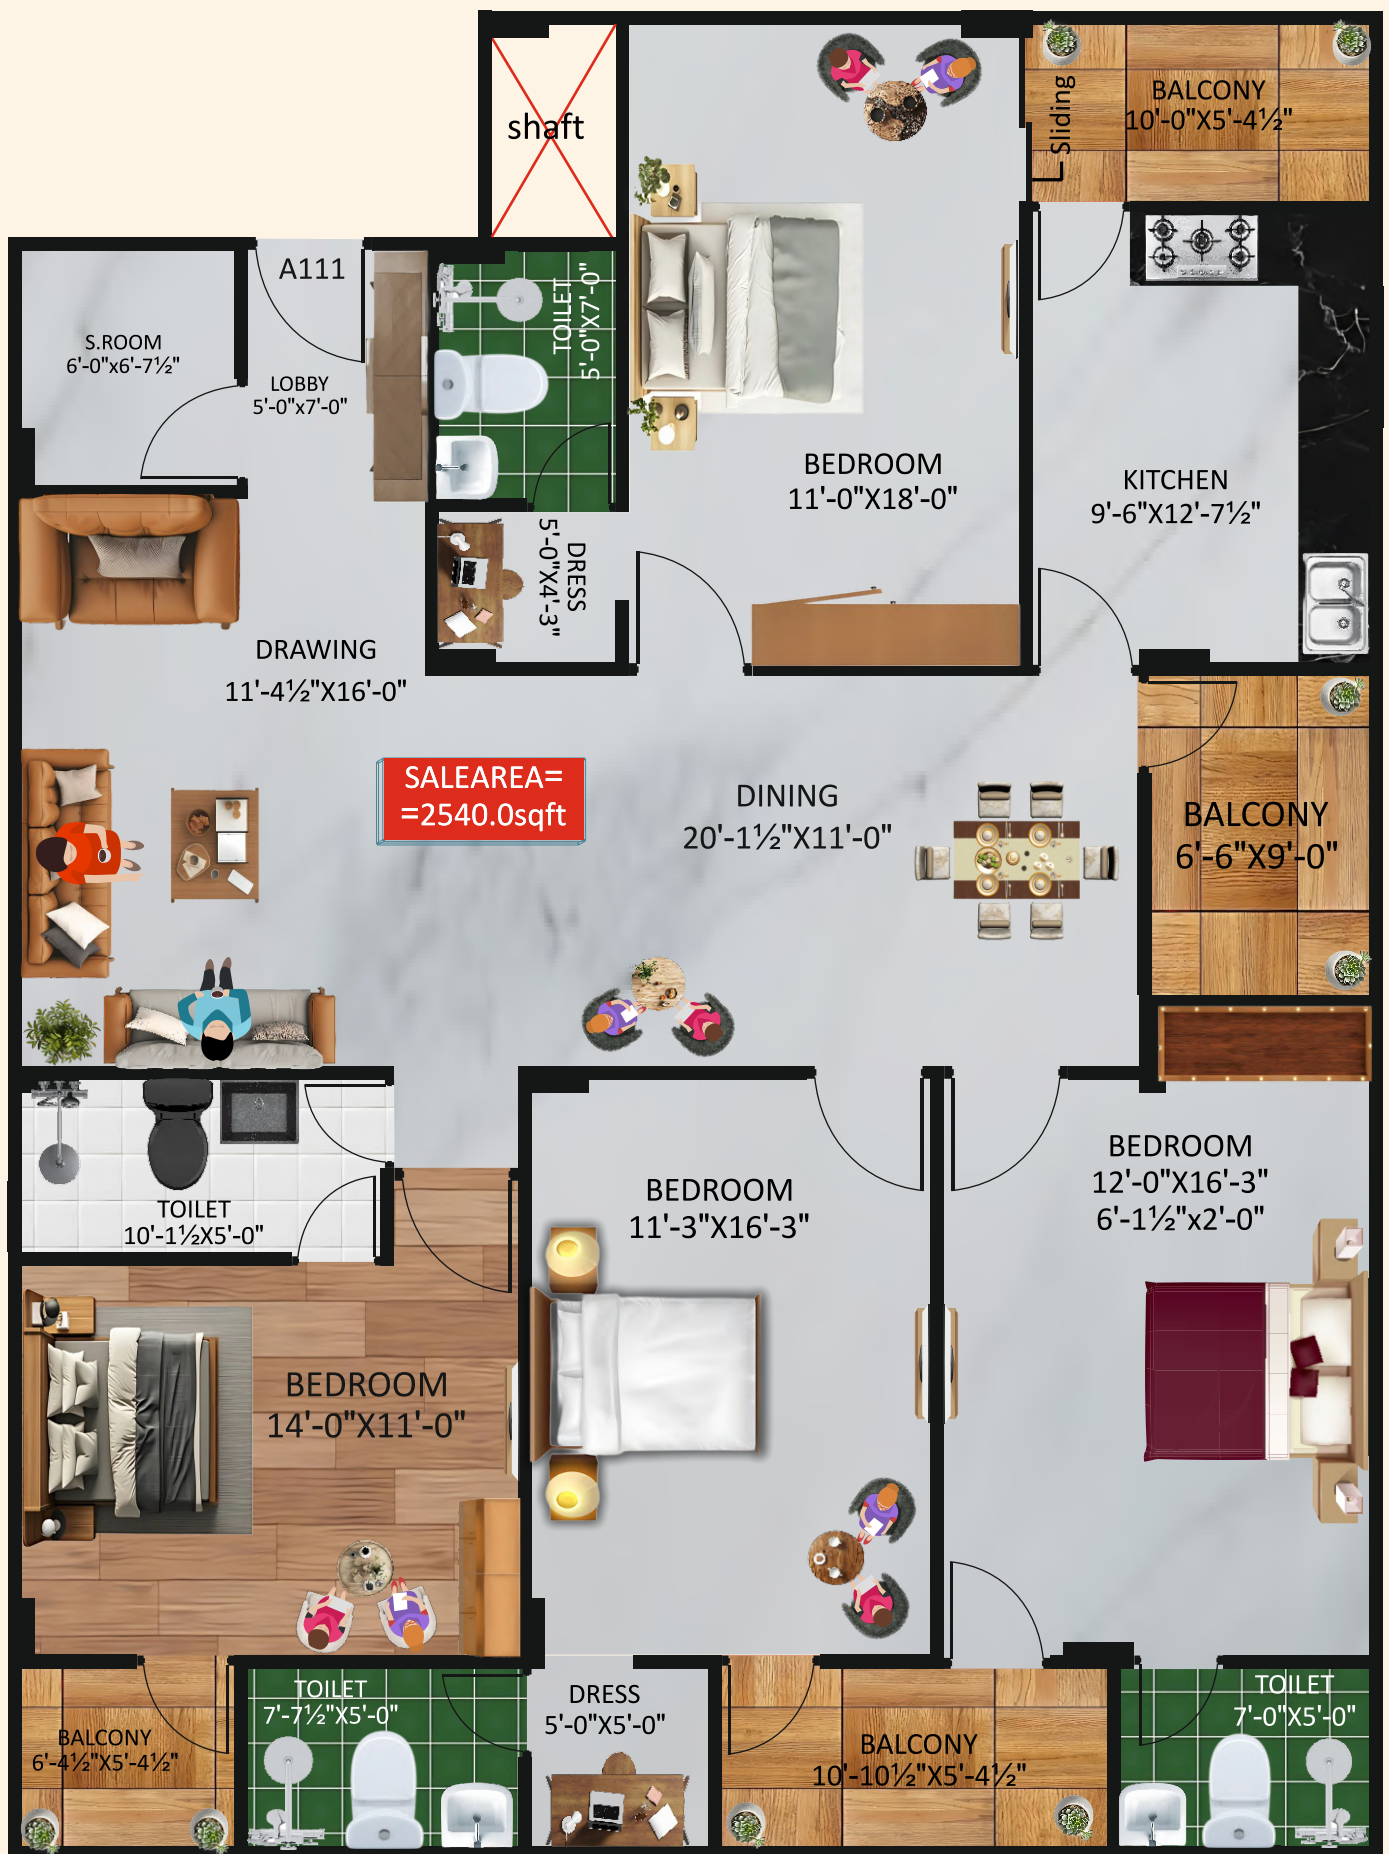 shaft
Sliding
BALCONY
10'-0"X5'-4½"
A111
S.ROOM
6'-0"x6'-7½"
LOBBY
5'-0"x7'-0"
TOILET
5'-0"X7'-0"
BEDROOM
11'-0"X18'-0"
KITCHEN
9'-6"X12'-7½"
DRESS
5'-0"X4'-3"
DRAWING
11'-4½"X16'-0"
SALEAREA=
=2540.0sqft
DINING
20'-1½"X11'-0"
BALCONY
6'-6"X9'-0"
TOILET
10'-1½X5'-0"
BEDROOM
11'-3"X16'-3"
BEDROOM
12'-0"X16'-3"
6'-1½"x2'-0"
BEDROOM
14'-0"X11'-0"
BALCONY
6'-4½"X5'-4½"
TOILET
7'-7½"X5'-0"
DRESS
5'-0"X5'-0"
BALCONY
10'-10½"X5'-4½"
TOILET
7'-0"X5'-0"